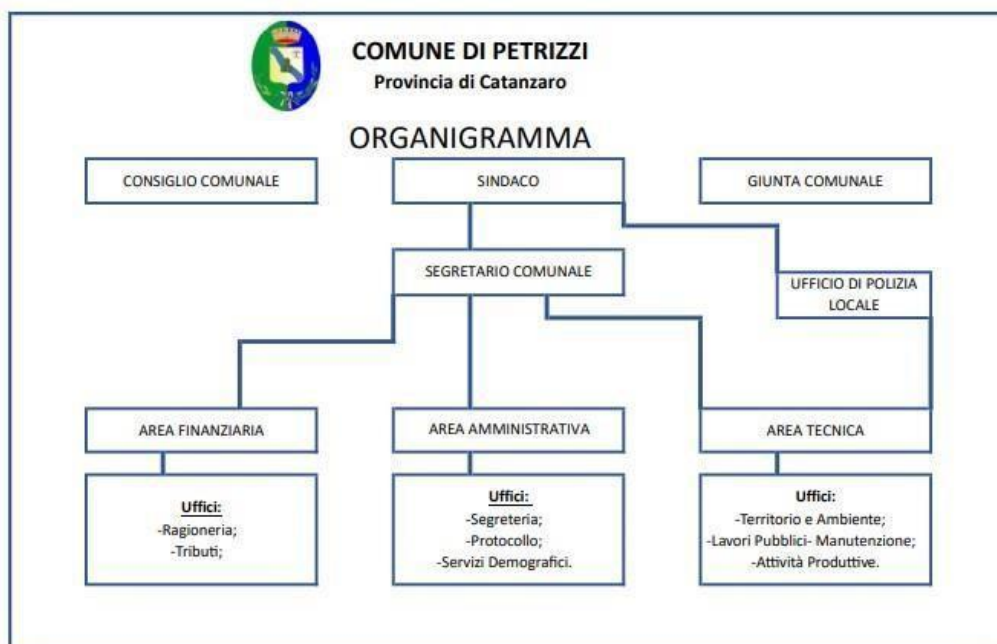 COMUNE DI PETRIZZI
Provincia di Catanzaro
ORGANIGRAMMA
CONSIGLIO COMUNALE
SINDACO
GIUNTA COMUNALE
SEGRETARIO COMUNALE
UFFICIO DI POLIZIA
LOCALE
AREA FINANZIARIA
AREA AMMINISTRATIVA
AREA TECNICA
Uffici:
-Ragioneria;
-Tributi;
Uffici:
-Segreteria;
-Protocollo;
-Servizi Demografici.
Uffici:
-Territorio e Ambiente;
-Lavori Pubblici- Manutenzione;
-Attività Produttive.